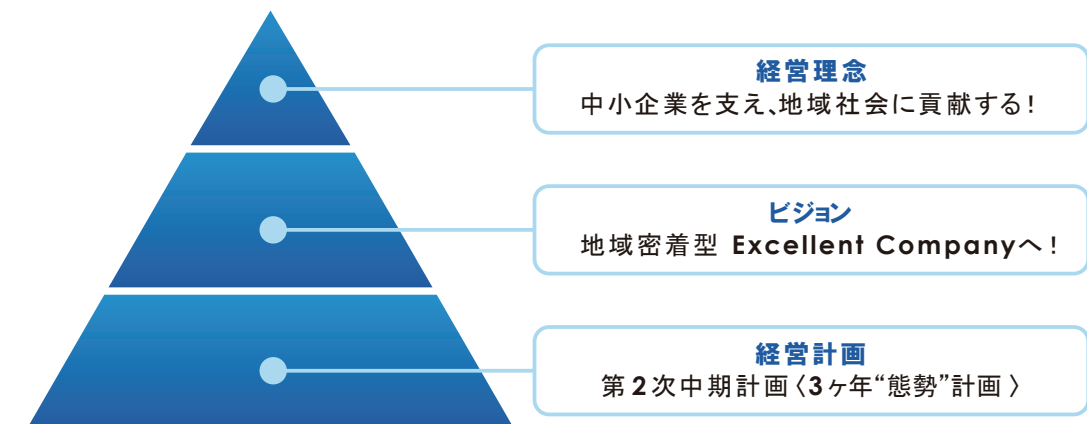 経営理念
中小企業を支え、地域社会に貢献する！
ビジョン
地域密着型 Excellent Companyへ！
経営計画
第2次中期計画〈3ヶ年“態勢”計画〉